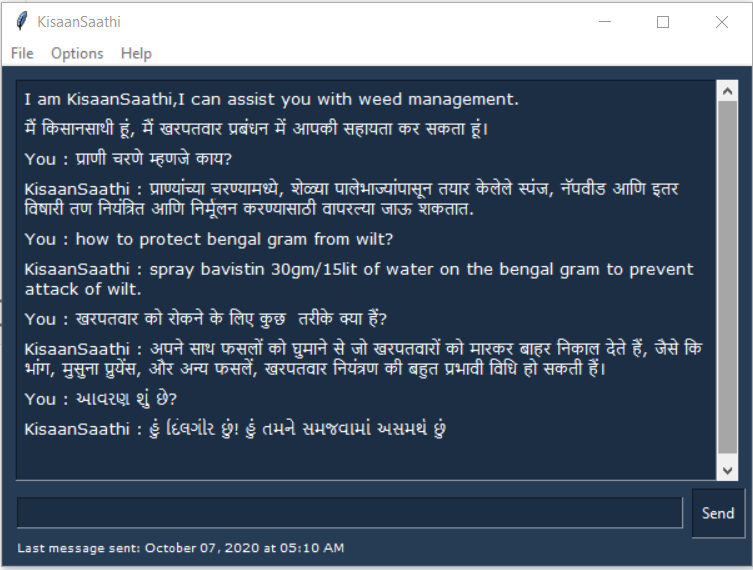 KisaanSaathi
File Options Help
I am KisaanSaathi,I can assist you with weed management.
मैं किसानसाथी हूं, मैं खरपतवार प्रबंधन में आपकी सहायता कर सकता हूं।
You : प्राणी चरणे म्हणजे काय?
KisaanSaathi : प्राण्यांच्या चरण्यामध्ये, शेळ्या पालेभाज्यांपासून तयार केलेले स्पंज, नॅपवीड आणि इतर
विषारी तण नियंत्रित आणि निर्मूलन करण्यासाठी वापरल्या जाऊ शकतात.
You : how to protect bengal gram from wilt?
KisaanSaathi : spray bavistin 30gm/15lit of water on the bengal gram to prevent
attack of wilt.
You : खरपतवार को रोकने के लिए कुछ  तरीके क्या हैं?
KisaanSaathi : अपने साथ फसलों को घुमाने से जो खरपतवारों को मारकर बाहर निकाल देते हैं, जैसे कि
भांग, मुसुना प्रुयेंस, और अन्य फसलें, खरपतवार नियंत्रण की बहुत प्रभावी विधि हो सकती हैं।
You : આવરણ શું છે?
KisaanSaathi : હું દિલગીર છું! હું તમને સમજવામાં અસમર્થ છું
Send
Last message sent: October 07, 2020 at 05:10 AM